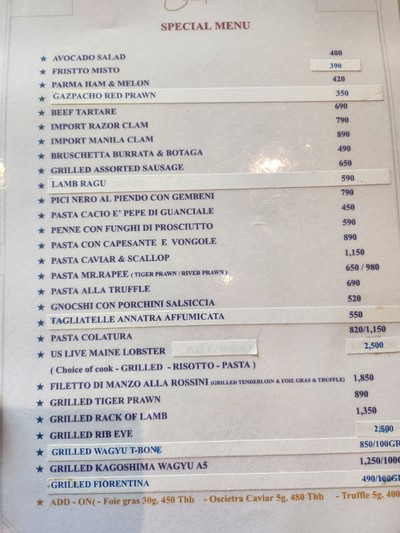 SPECIAL MENU
★ AVOCADO SALAD 400
★ FRISTTO MISTO 390
★ PARMA HAM & MELON 420
★ GAZPACHO RED PRAWN 350
★ BEEF TARTARE 690
★ IMPORT RAZOR CLAM 790
★ IMPORT MANILA CLAM 890
★ BRUSCHETTA BURRATA & BOTAGA 490
★ GRILLED ASSORTED SAUSAGE 650
★ LAMB RAGU 590
★ PICI NERO AL PIENDO CON GEMBENI 790
★ PASTA CACIO E' PEPE DI GUANCIALE 450
★ PENNE CON FUNGHI DI PROSCIUTTO 590
★ PASTA CON CAPESANTE E VONGOLE 890
★ PASTA CAVIAR & SCALLOP 1,150
★ PASTA MR.RAPEE ( TIGER PRAWN / RIVER PRAWN ) 650 / 980
★ PASTA ALLA TRUFFLE 690
★ GNOCSHI CON PORCHINI SALSICCIA 520
★ TAGLIATELLE ANNATRA AFFUMICATA 550
★ PASTA COLATURA 820/1,150
★ US LIVE MAINE LOBSTER 2,500
( Choice of cook - GRILLED - RISOTTO - PASTA )
★ FILETTO DI MANZO ALLA ROSSINI (GRILLED TENDERLOIN & FOIE GRAS & TRUFFLE) 1,850
★ GRILLED TIGER PRAWN 890
★ GRILLED RACK OF LAMB 1,350
★ GRILLED RIB EYE 2,500
★ GRILLED WAGYU T-BONE 850/100GR
★ GRILLED KAGOSHIMA WAGYU A5 1,250/100G
★ GRILLED FIORENTINA 490/100GR
★ ADD - ON( - Foie gras 30g. 450 Thb - Oscietra Caviar 5g. 480 Thb - Truffle 5g. 400